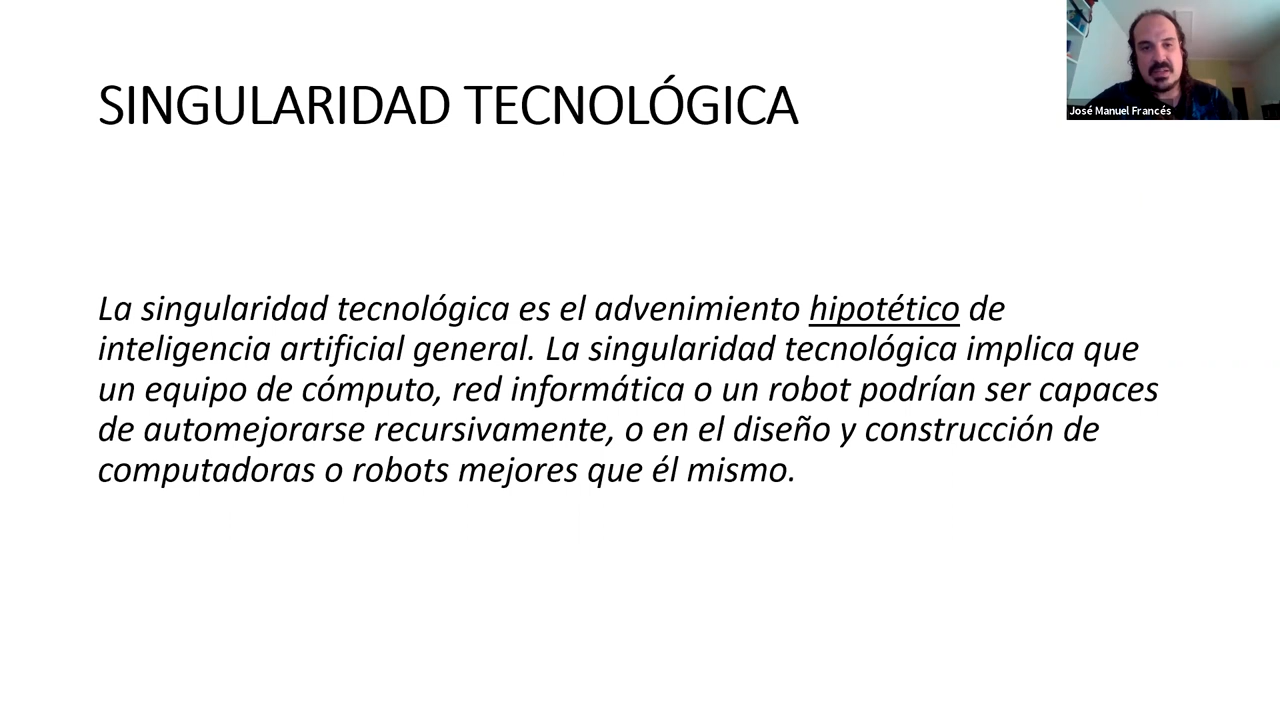 SINGULARIDAD TECNOLÓGICA
José Manuel Francés
La singularidad tecnológica es el advenimiento hipotético de
inteligencia artificial general. La singularidad tecnológica implica que
un equipo de cómputo, red informática o un robot podrían ser capaces
de automejorarse recursivamente, o en el diseño y construcción de
computadoras o robots mejores que él mismo.